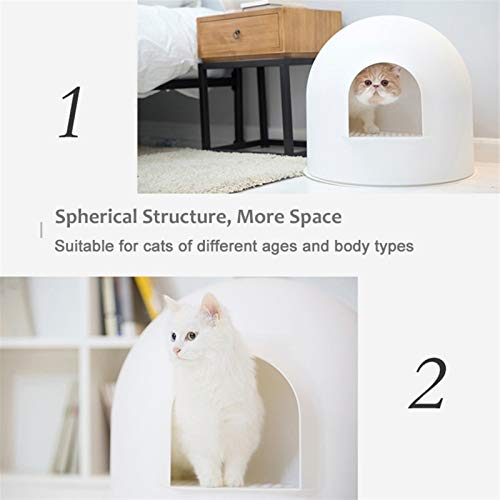 1
Spherical Structure, More Space
Suitable for cats of different ages and body types
2